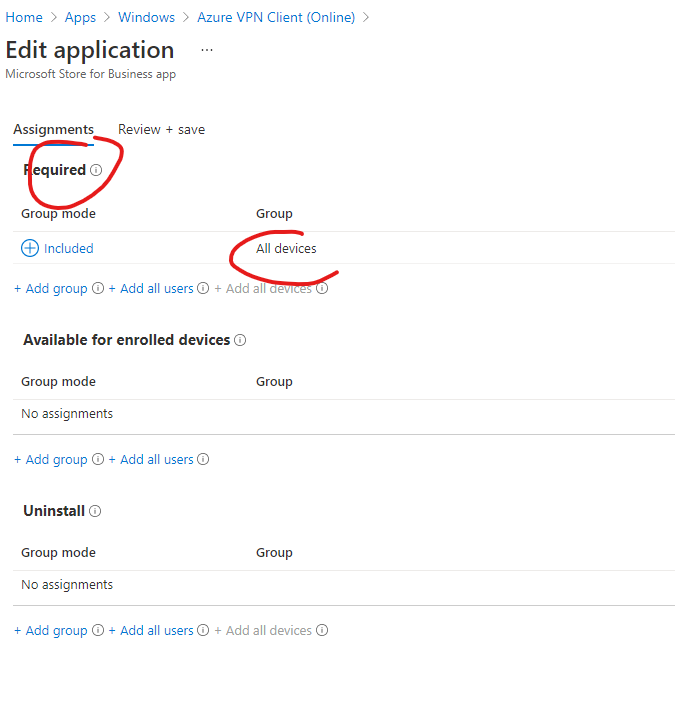 Home > Apps > Windows > Azure VPN Client (Online) >
Edit application ...
Microsoft Store for Business app
Assignments Review + save
Required
Group mode Group
Included All devices
+ Add group + Add all users + Add all devices
Available for enrolled devices
Group mode Group
No assignments
+ Add group + Add all users
Uninstall
Group mode Group
No assignments
+ Add group + Add all users + Add all devices